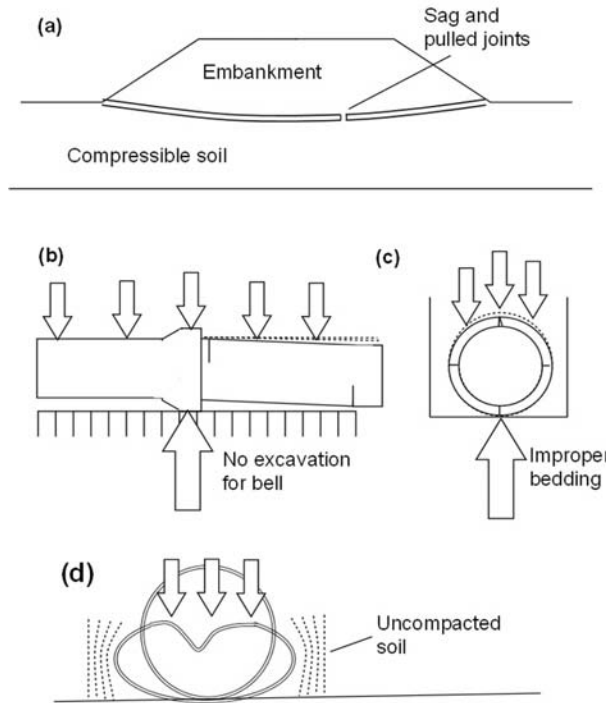 (a)
Sag and
pulled joints
Embankment
Compressible soil
(b)
(c)
No excavation
for bell
Improper
bedding
(d)
Uncompacted
soil